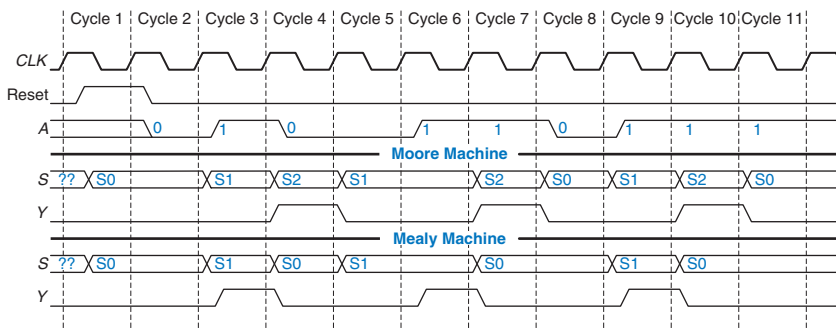 Cycle 1 Cycle 2 Cycle 3 Cycle 4 Cycle 5 Cycle 6 Cycle 7 Cycle 8 Cycle 9 Cycle 10 Cycle 11
CLK
Reset
A 0 1 0 1 1 0 1 1 1
Moore Machine
S ?? S0 S1 S2 S1 S2 S0 S1 S2 S0
Y
Mealy Machine
S ?? S0 S1 S0 S1 S0 S1 S0
Y